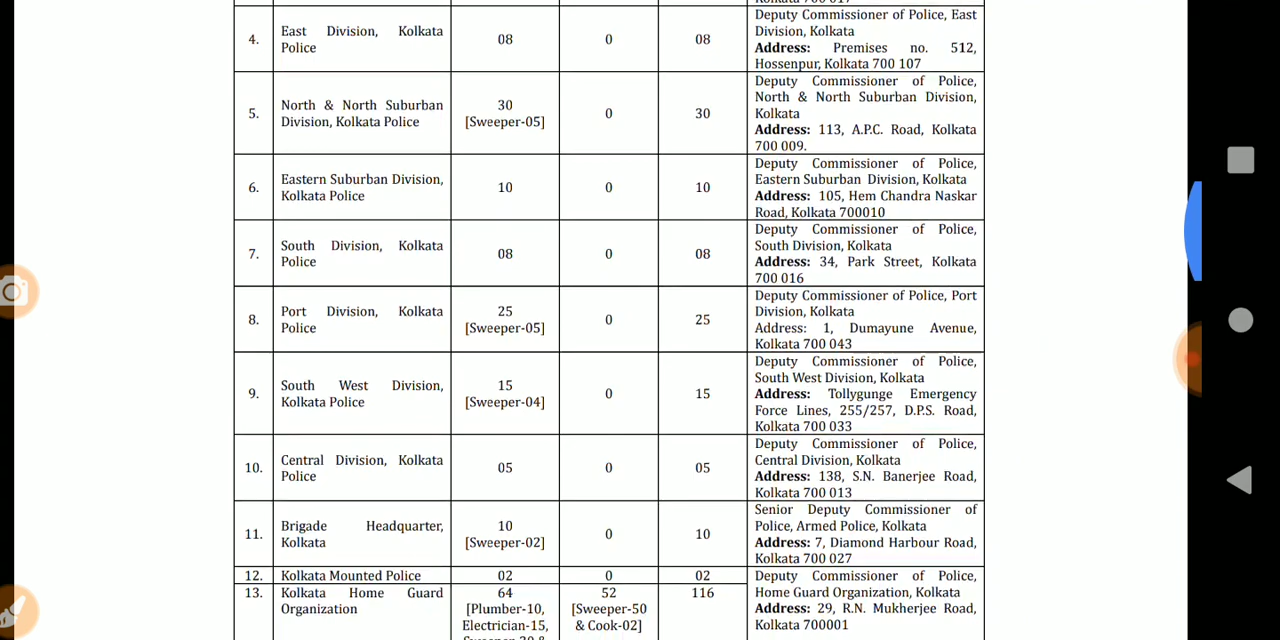 4.
East Division, Kolkata
Police
08
0
08
Deputy Commissioner of Police, East
Division, Kolkata
Address: Premises no. 512,
Hossenpur, Kolkata 700 107
5.
North & North Suburban
Division, Kolkata Police
30
[Sweeper-05]
0
30
Deputy Commissioner of Police,
North & North Suburban Division,
Kolkata
Address: 113, A.P.C. Road, Kolkata
700 009.
6.
Eastern Suburban Division,
Kolkata Police
10
0
10
Deputy Commissioner of Police,
Eastern Suburban Division, Kolkata
Address: 105, Hem Chandra Naskar
Road, Kolkata 700010
7.
South Division, Kolkata
Police
08
0
08
Deputy Commissioner of Police,
South Division, Kolkata
Address: 34, Park Street, Kolkata
700 016
8.
Port Division, Kolkata
Police
25
[Sweeper-05]
0
25
Deputy Commissioner of Police, Port
Division, Kolkata
Address: 1, Dumayune Avenue,
Kolkata 700 043
9.
South West Division,
Kolkata Police
15
[Sweeper-04]
0
15
Deputy Commissioner of Police,
South West Division, Kolkata
Address: Tollygunge Emergency
Force Lines, 255/257, D.P.S. Road,
Kolkata 700 033
10.
Central Division, Kolkata
Police
05
0
05
Deputy Commissioner of Police,
Central Division, Kolkata
Address: 138, S.N. Banerjee Road,
Kolkata 700 013
11.
Brigade Headquarter,
Kolkata
10
[Sweeper-02]
0
10
Senior Deputy Commissioner of
Police, Armed Police, Kolkata
Address: 7, Diamond Harbour Road,
Kolkata 700 027
12.
Kolkata Mounted Police
02
0
02
Deputy Commissioner of Police,
Home Guard Organization, Kolkata
Address: 29, R.N. Mukherjee Road,
Kolkata 700001
13.
Kolkata Home Guard
Organization
64
[Plumber-10,
Electrician-15,
52
[Sweeper-50
& Cook-02]
116